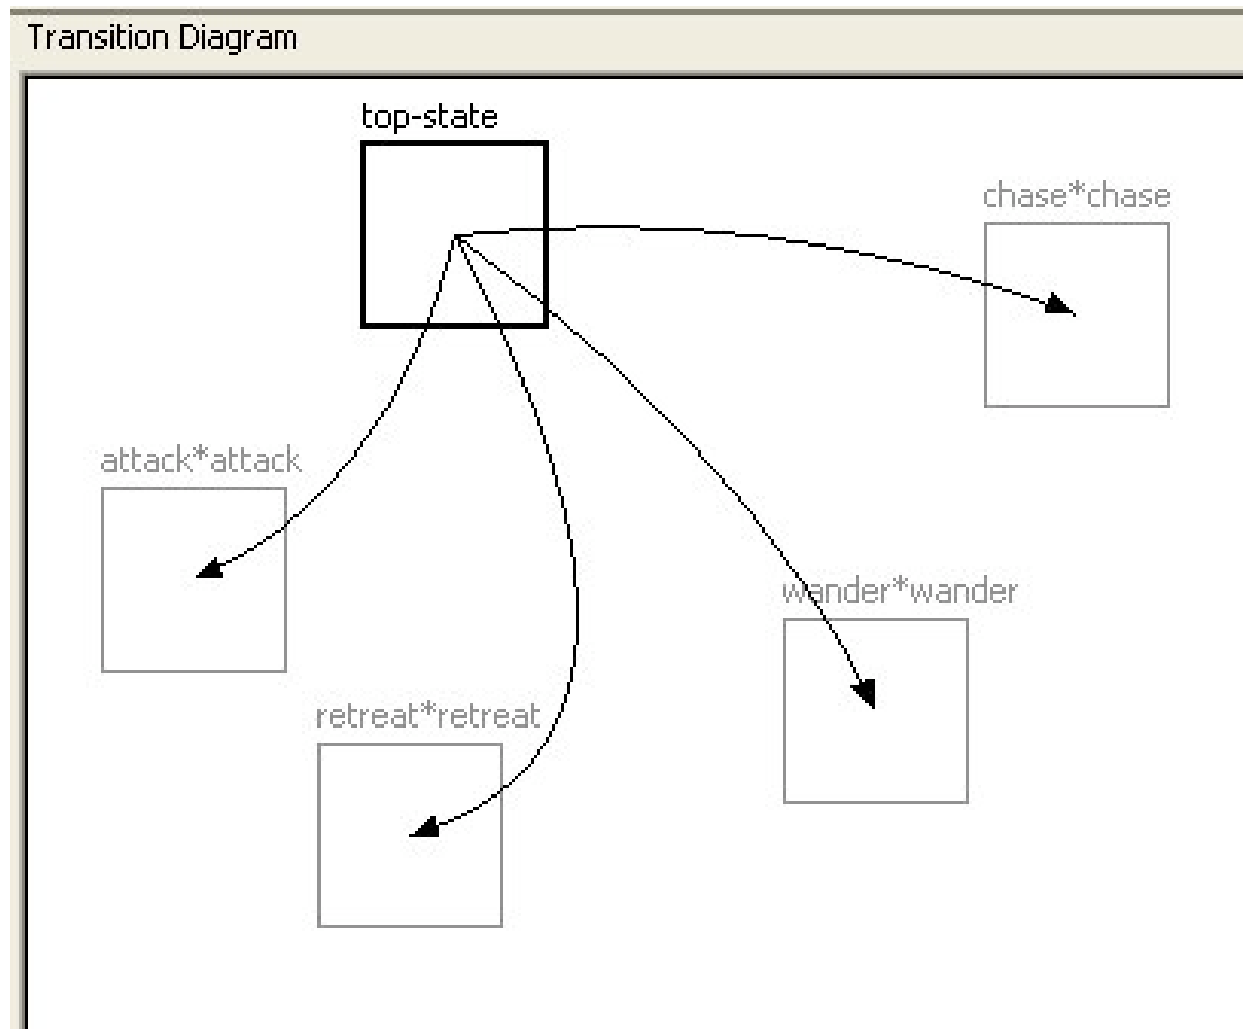 Transition Diagram
top-state
chase*chase
attack*attack
wander*wander
retreat*retreat